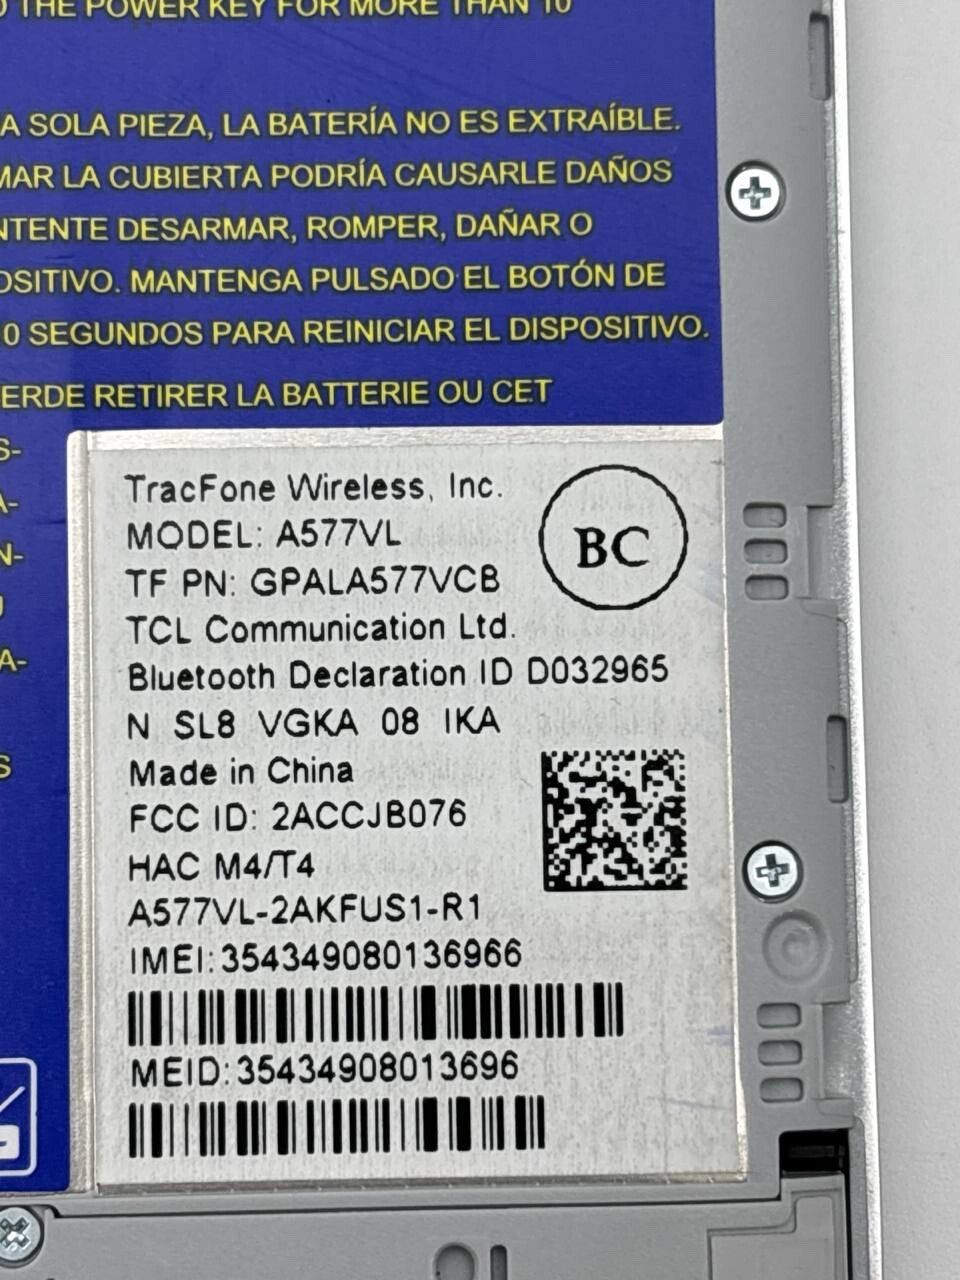 THE POWER KEY FOR MORE THAN 10
A SOLA PIEZA, LA BATERÍA NO ES EXTRAÍBLE.
MAR LA CUBIERTA PODRÍA CAUSARLE DAÑOS
NTENTE DESARMAR, ROMPER, DAÑAR O
OSITIVO. MANTENGA PULSADO EL BOTÓN DE
0 SEGUNDOS PARA REINICIAR EL DISPOSITIVO.
ERDE RETIRER LA BATTERIE OU CET
S-
A-
N-
A-
S
TracFone Wireless, Inc.
MODEL: A577VL
BC
TF PN: GPALA577VCB
TCL Communication Ltd.
Bluetooth Declaration ID D032965
N SL8 VGKA 08 IKA
Made in China
FCC ID: 2ACCJB076
HAC M4/T4
A577VL-2AKFUS1-R1
IMEI:354349080136966
MEID:35434908013696